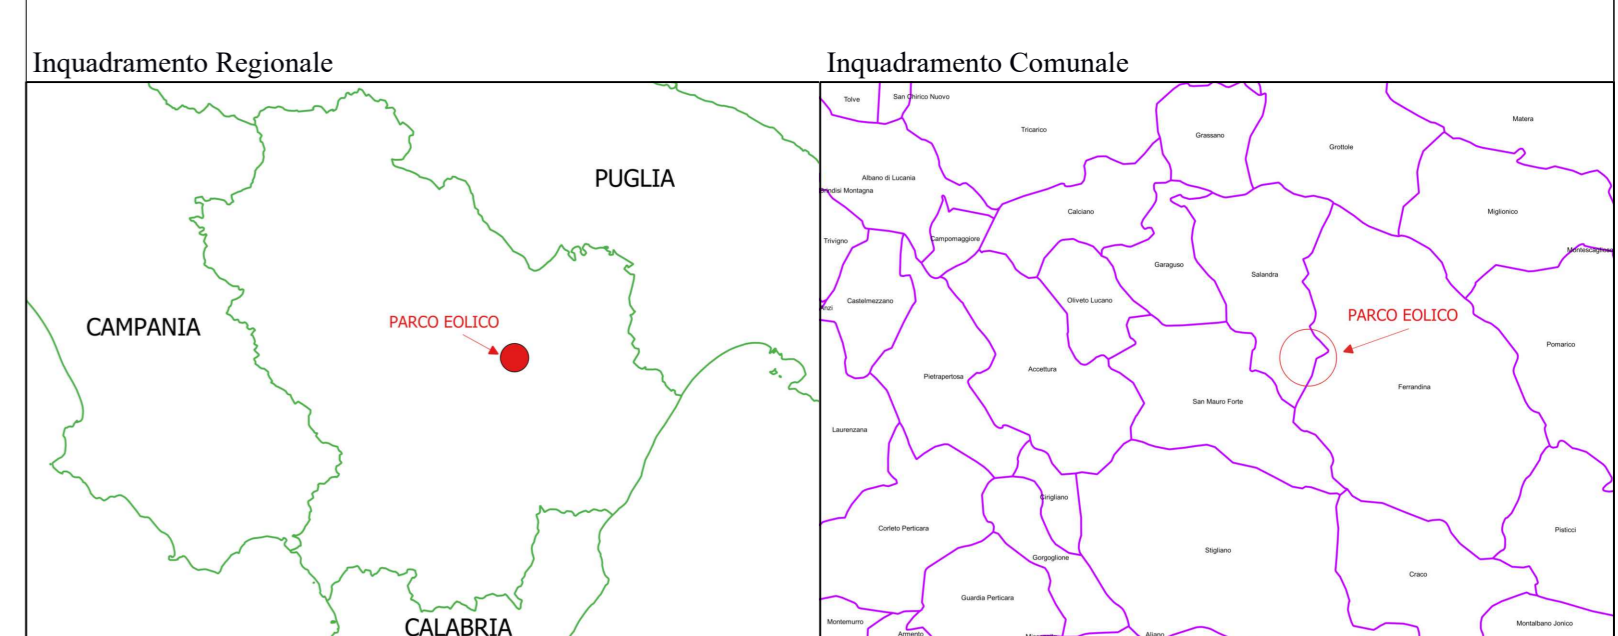 Inquadramento Regionale
Inquadramento Comunale
PUGLIA
CAMPANIA
PARCO EOLICO
CALABRIA
Tolve
San Chirico Nuovo
Tricarico
Grassano
Grottole
Matera
Albano di Lucania
Brindisi Montagna
Calciano
Miglionico
Trivigno
Campomaggiore
Garaguso
Salandra
Castelmezzano
Oliveto Lucano
PARCO EOLICO
Pomarico
Pietrapertosa
Accettura
Ferrandina
San Mauro Forte
Laurenzana
Cirigliano
Corleto Perticara
Pisticci
Gorgoglione
Stigliano
Craco
Guardia Perticara
Montemurro
Montalbano Jonico
Armento
Aliano